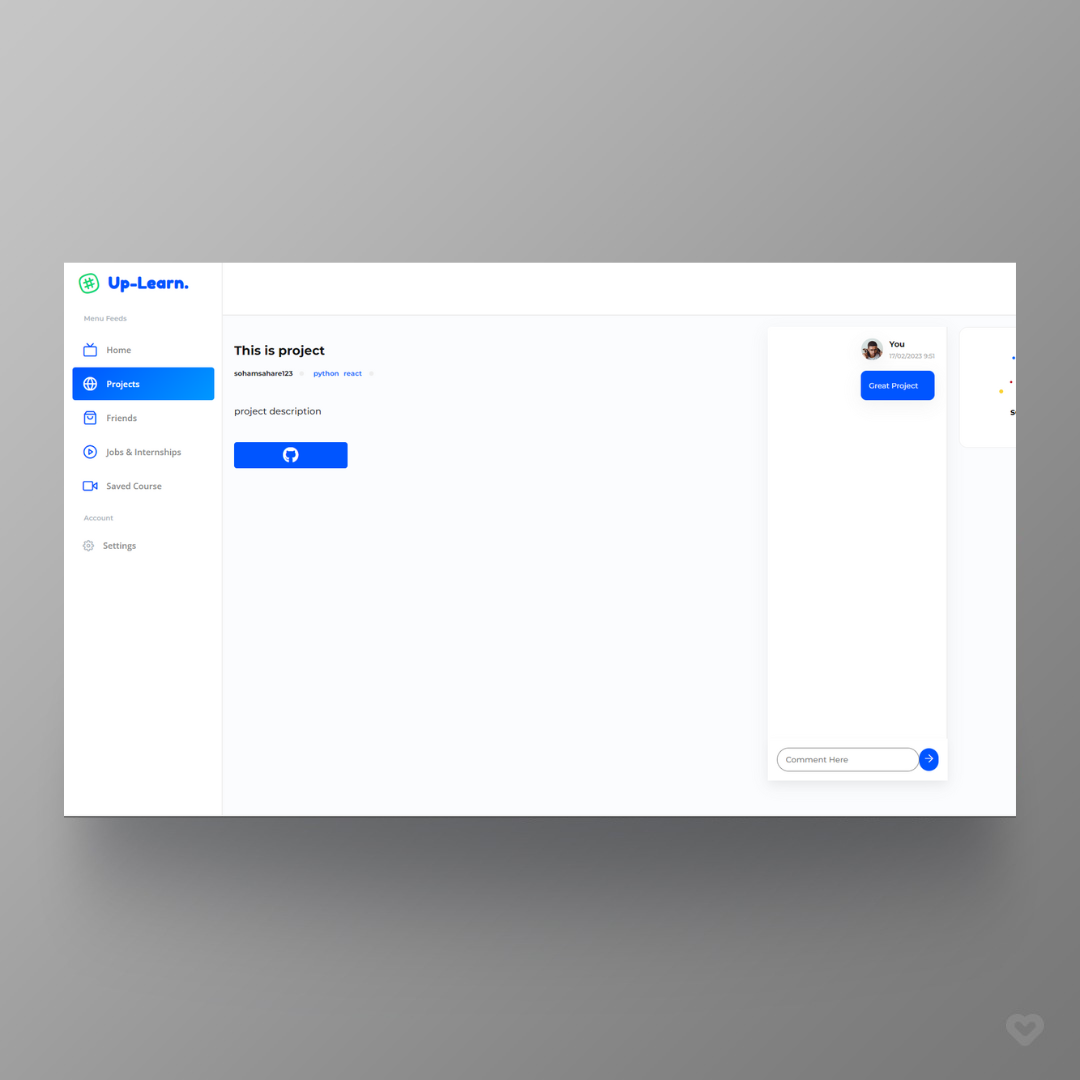 Up-Learn.
Menu Feeds
Home
Projects
Friends
Jobs & Internships
Saved Course
Account
Settings
This is project
sohamsahare123 python react
project description
You
17/02/2023 9:51
Great Project
Comment Here